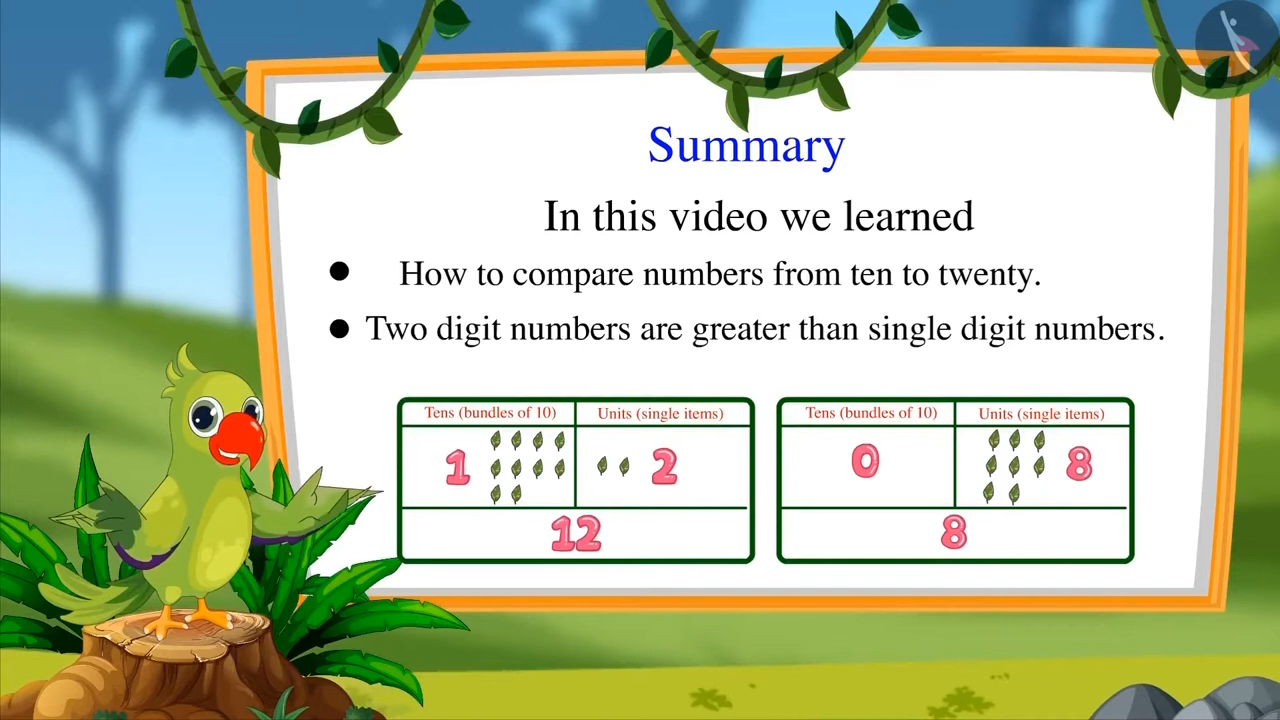 Summary
In this video we learned
● How to compare numbers from ten to twenty.
● Two digit numbers are greater than single digit numbers.
Tens (bundles of 10) Units (single items)
1 2
12
Tens (bundles of 10) Units (single items)
0 8
8